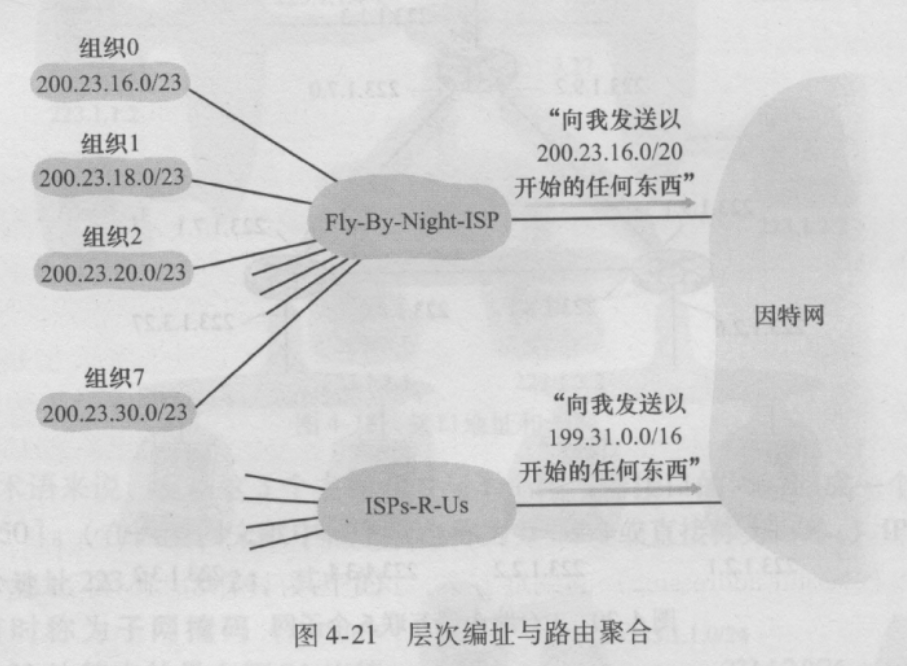 组织0
200.23.16.0/23
组织1
200.23.18.0/23
组织2
200.23.20.0/23
组织7
200.23.30.0/23
Fly-By-Night-ISP
“向我发送以
200.23.16.0/20
开始的任何东西”
因特网
“向我发送以
199.31.0.0/16
开始的任何东西”
ISPs-R-Us
图 4-21 层次编址与路由聚合